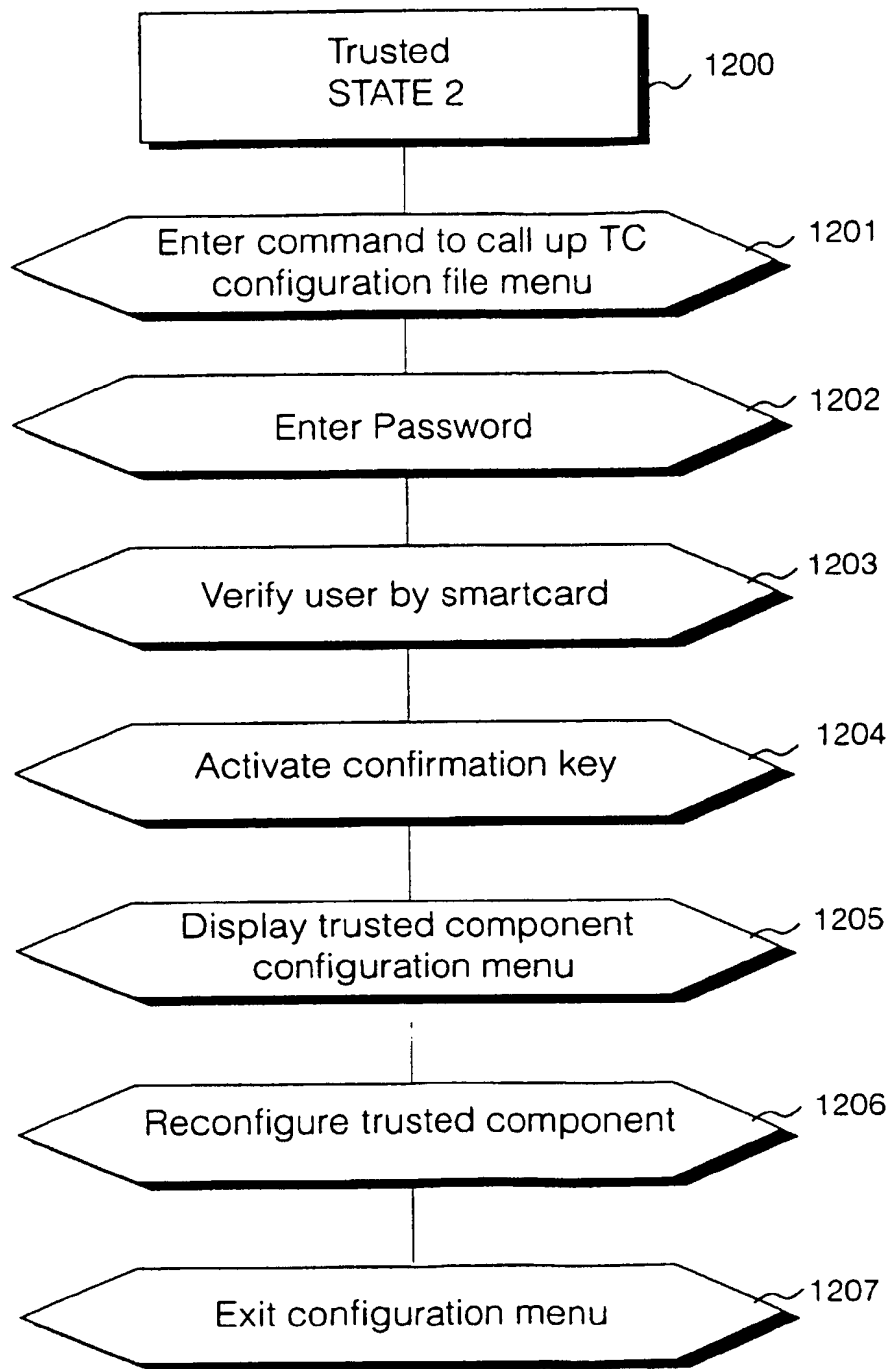 Trusted
STATE 2
1200
Enter command to call up TC
configuration file menu
1201
Enter Password
1202
Verify user by smartcard
1203
Activate confirmation key
1204
Display trusted component
configuration menu
1205
Reconfigure trusted component
1206
Exit configuration menu
1207